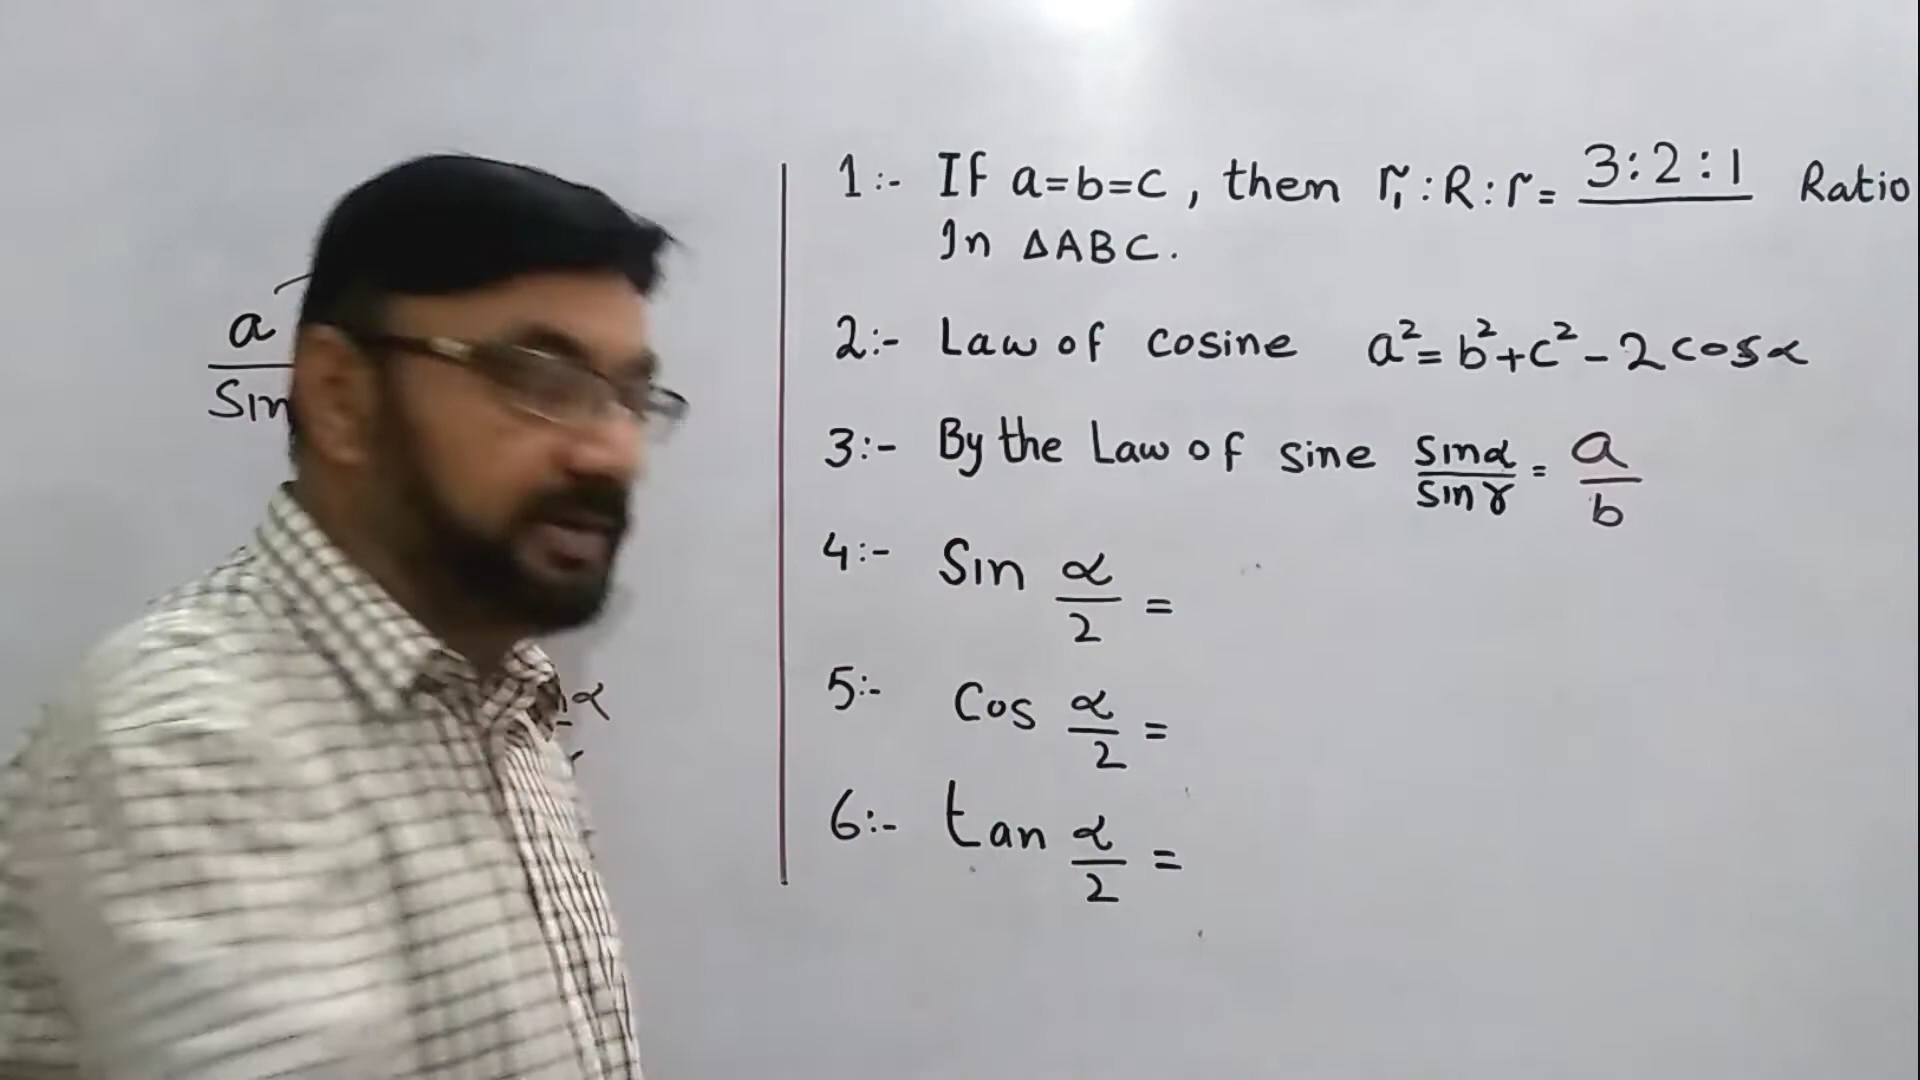 a
Sin
α
1:- If a=b=c, then r₁:R:r= 3:2:1 Ratio
In ΔABC.
2:- Law of cosine a²=b²+c²-2cosα
3:- By the Law of sine sinα/sinγ = a/b
4:- Sin α/2 =
5:- Cos α/2 =
6:- tan α/2 =